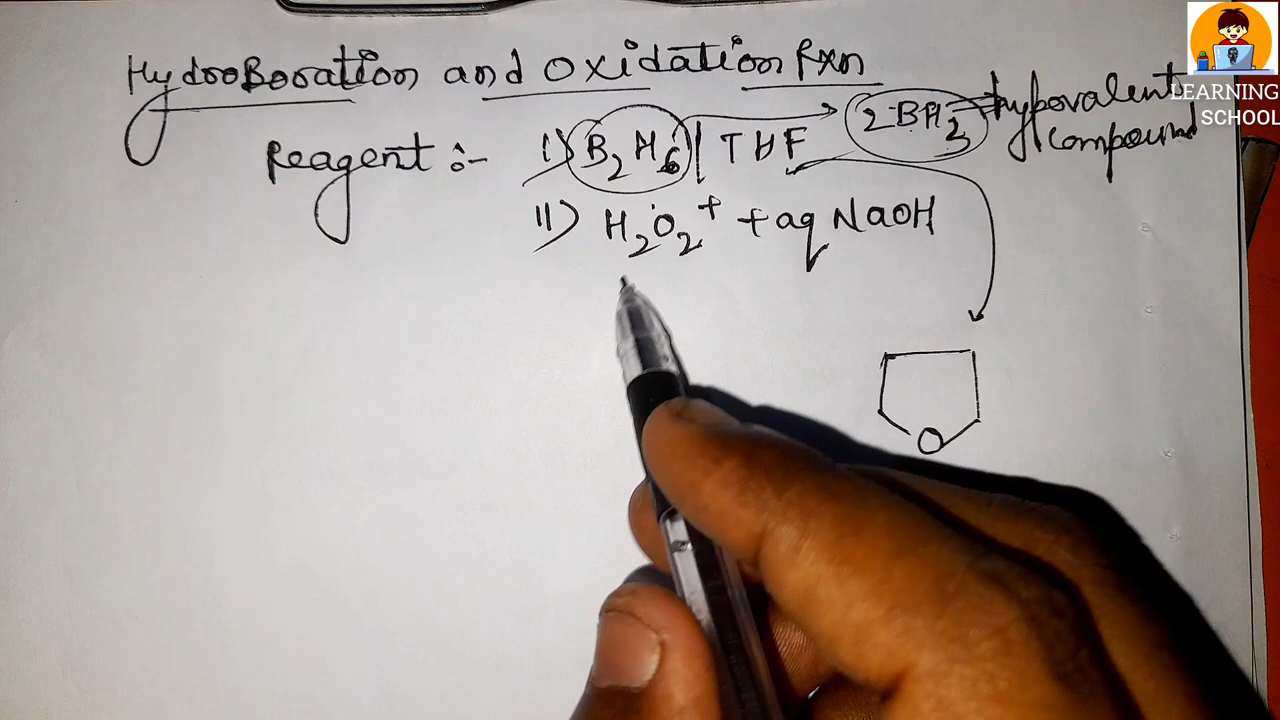 HydroBoration and Oxidation Rxn
Reagent :- i) B2H6 | THF 2BH3 → hypovalent compound
II) H2O2 + + aq NaOH
O
LEARNING
SCHOOL